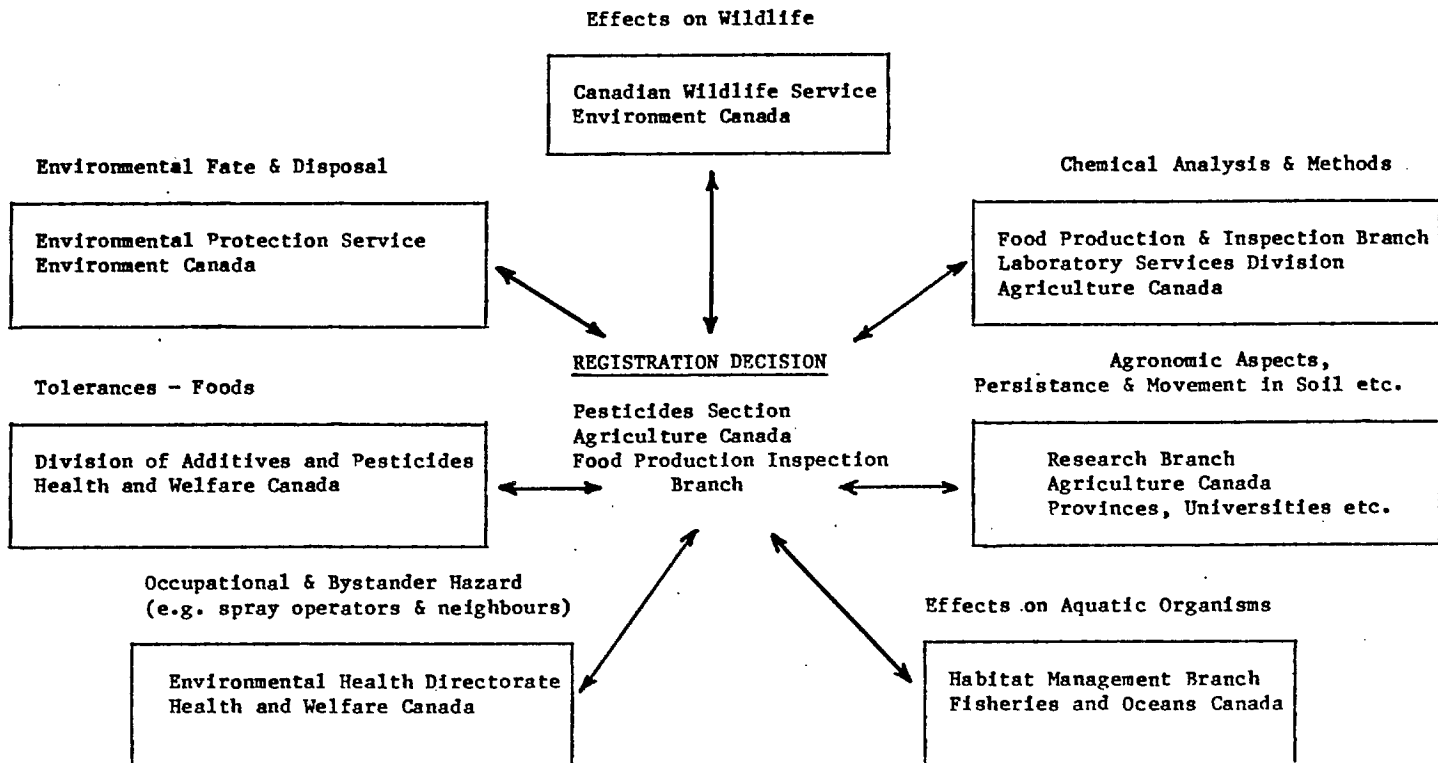 Effects on Wildlife
Canadian Wildlife Service
Environment Canada
Environmental Fate & Disposal
Environmental Protection Service
Environment Canada
Chemical Analysis & Methods
Food Production & Inspection Branch
Laboratory Services Division
Agriculture Canada
REGISTRATION DECISION
Pesticides Section
Agriculture Canada
Food Production Inspection
Branch
Tolerances - Foods
Division of Additives and Pesticides
Health and Welfare Canada
Agronomic Aspects,
Persistance & Movement in Soil etc.
Research Branch
Agriculture Canada
Provinces, Universities etc.
Occupational & Bystander Hazard
(e.g. spray operators & neighbours)
Environmental Health Directorate
Health and Welfare Canada
Effects on Aquatic Organisms
Habitat Management Branch
Fisheries and Oceans Canada